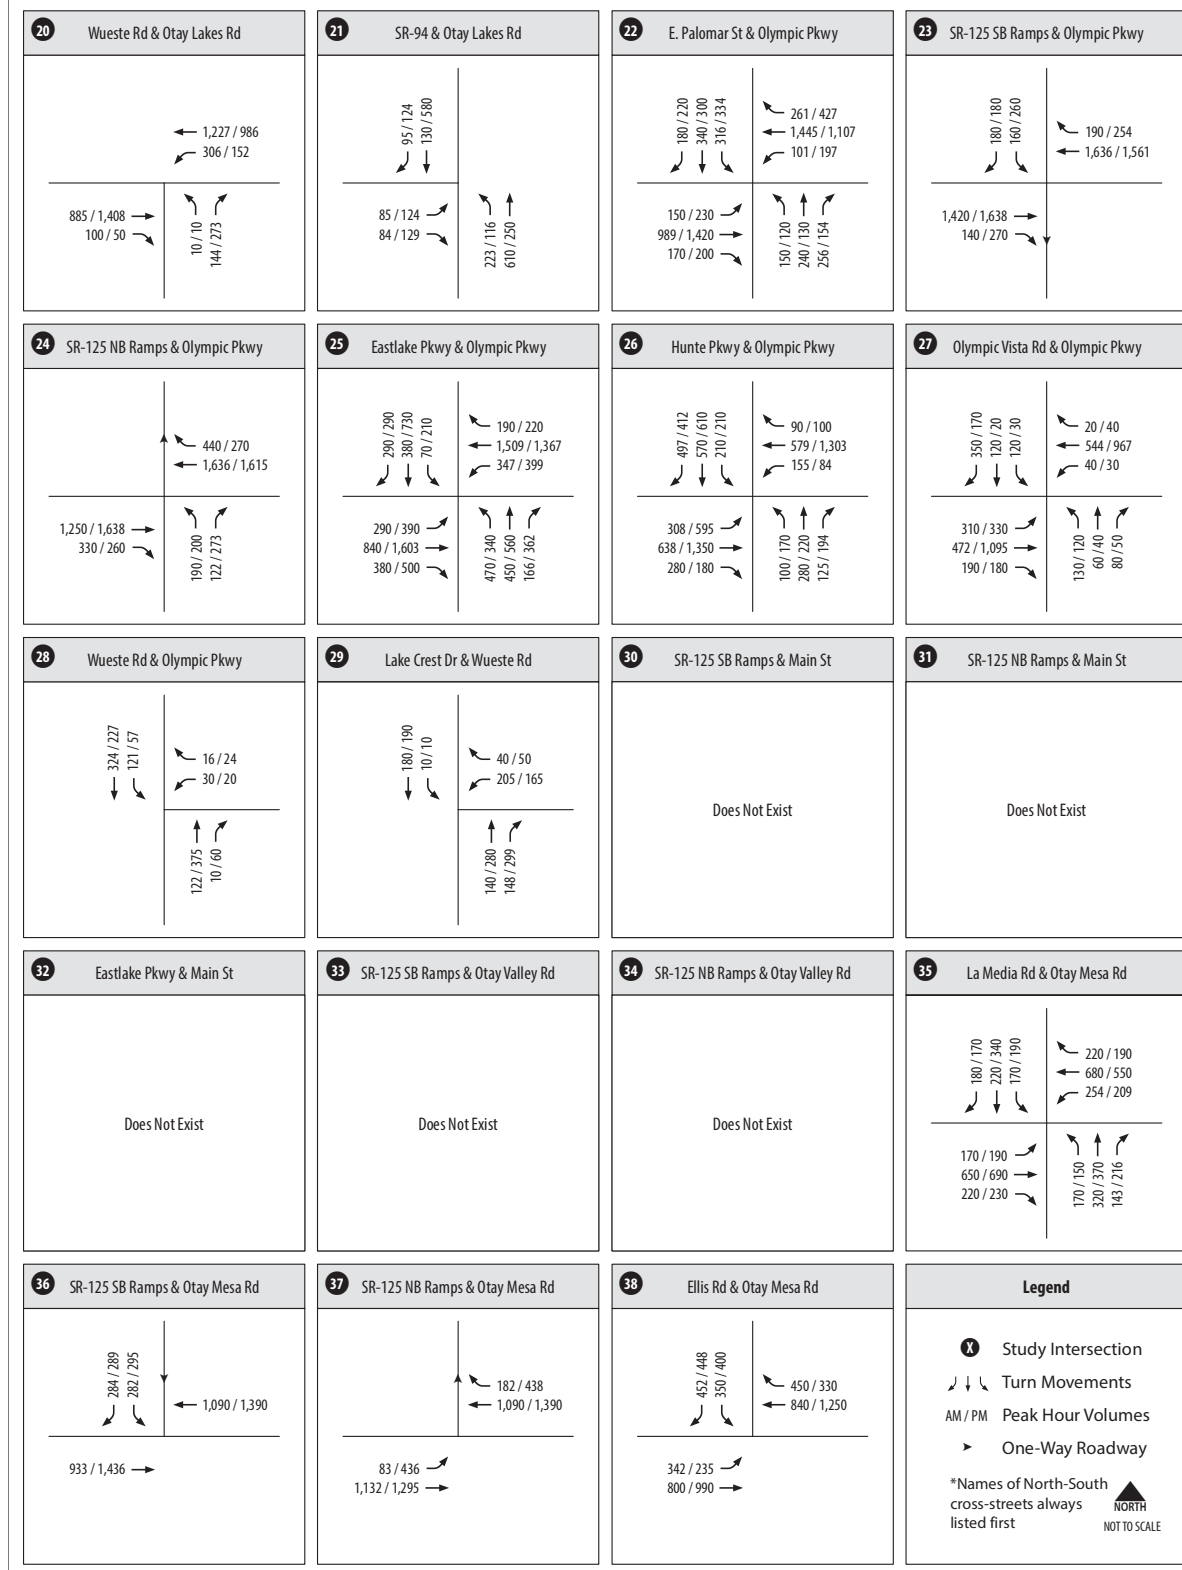 20 Wueste Rd & Otay Lakes Rd
1,227 / 986
306 / 152
885 / 1,408
100 / 50
10 / 10
144 / 273
21 SR-94 & Otay Lakes Rd
95 / 124
130 / 580
85 / 124
84 / 129
223 / 116
610 / 250
22 E. Palomar St & Olympic Pkwy
180 / 220
340 / 300
316 / 334
261 / 427
1,445 / 1,107
101 / 197
150 / 230
989 / 1,420
170 / 200
150 / 120
240 / 130
256 / 154
23 SR-125 SB Ramps & Olympic Pkwy
180 / 180
160 / 260
190 / 254
1,636 / 1,561
1,420 / 1,638
140 / 270
24 SR-125 NB Ramps & Olympic Pkwy
440 / 270
1,636 / 1,615
1,250 / 1,638
330 / 260
190 / 200
122 / 273
25 Eastlake Pkwy & Olympic Pkwy
290 / 290
380 / 730
70 / 210
190 / 220
1,509 / 1,367
347 / 399
290 / 390
840 / 1,603
380 / 500
470 / 340
450 / 560
166 / 362
26 Hunte Pkwy & Olympic Pkwy
497 / 412
570 / 610
210 / 210
90 / 100
579 / 1,303
155 / 84
308 / 595
638 / 1,350
280 / 180
100 / 170
280 / 220
125 / 194
27 Olympic Vista Rd & Olympic Pkwy
350 / 170
120 / 20
120 / 30
20 / 40
544 / 967
40 / 30
310 / 330
472 / 1,095
190 / 180
130 / 120
60 / 40
80 / 50
28 Wueste Rd & Olympic Pkwy
324 / 227
121 / 57
16 / 24
30 / 20
122 / 375
10 / 60
29 Lake Crest Dr & Wueste Rd
180 / 190
10 / 10
40 / 50
205 / 165
140 / 280
148 / 299
30 SR-125 SB Ramps & Main St
Does Not Exist
31 SR-125 NB Ramps & Main St
Does Not Exist
32 Eastlake Pkwy & Main St
Does Not Exist
33 SR-125 SB Ramps & Otay Valley Rd
Does Not Exist
34 SR-125 NB Ramps & Otay Valley Rd
Does Not Exist
35 La Media Rd & Otay Mesa Rd
180 / 170
220 / 340
170 / 190
220 / 190
680 / 550
254 / 209
170 / 190
650 / 690
220 / 230
170 / 150
320 / 370
143 / 216
36 SR-125 SB Ramps & Otay Mesa Rd
284 / 289
282 / 295
1,090 / 1,390
933 / 1,436
37 SR-125 NB Ramps & Otay Mesa Rd
182 / 438
1,090 / 1,390
83 / 436
1,132 / 1,295
38 Ellis Rd & Otay Mesa Rd
452 / 448
350 / 400
450 / 330
840 / 1,250
342 / 235
800 / 990
Legend
X Study Intersection
Turn Movements
AM / PM Peak Hour Volumes
One-Way Roadway
*Names of North-South
cross-streets always
listed first
NORTH
NOT TO SCALE